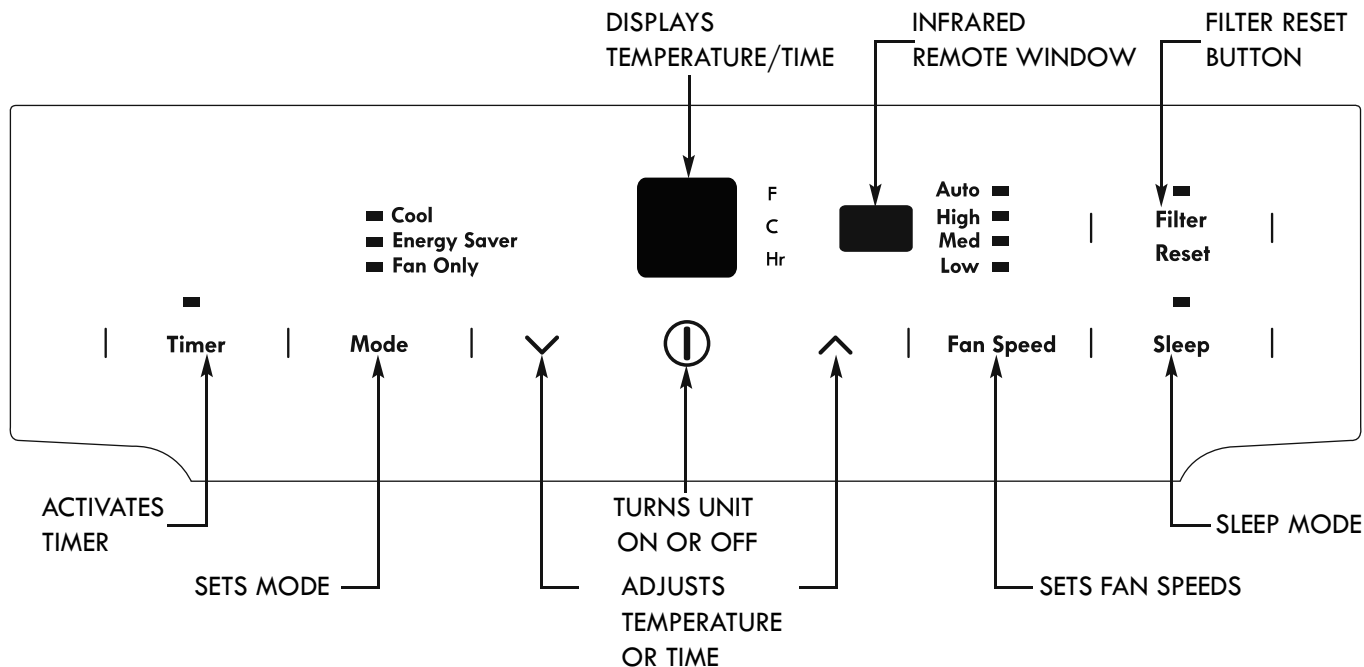 DISPLAYS
TEMPERATURE/TIME
INFRARED
REMOTE WINDOW
FILTER RESET
BUTTON
Cool
Energy Saver
Fan Only
F
C
Hr
Auto
High
Med
Low
Filter
Reset
Timer
Mode
Fan Speed
Sleep
ACTIVATES
TIMER
SETS MODE
TURNS UNIT
ON OR OFF
ADJUSTS
TEMPERATURE
OR TIME
SETS FAN SPEEDS
SLEEP MODE